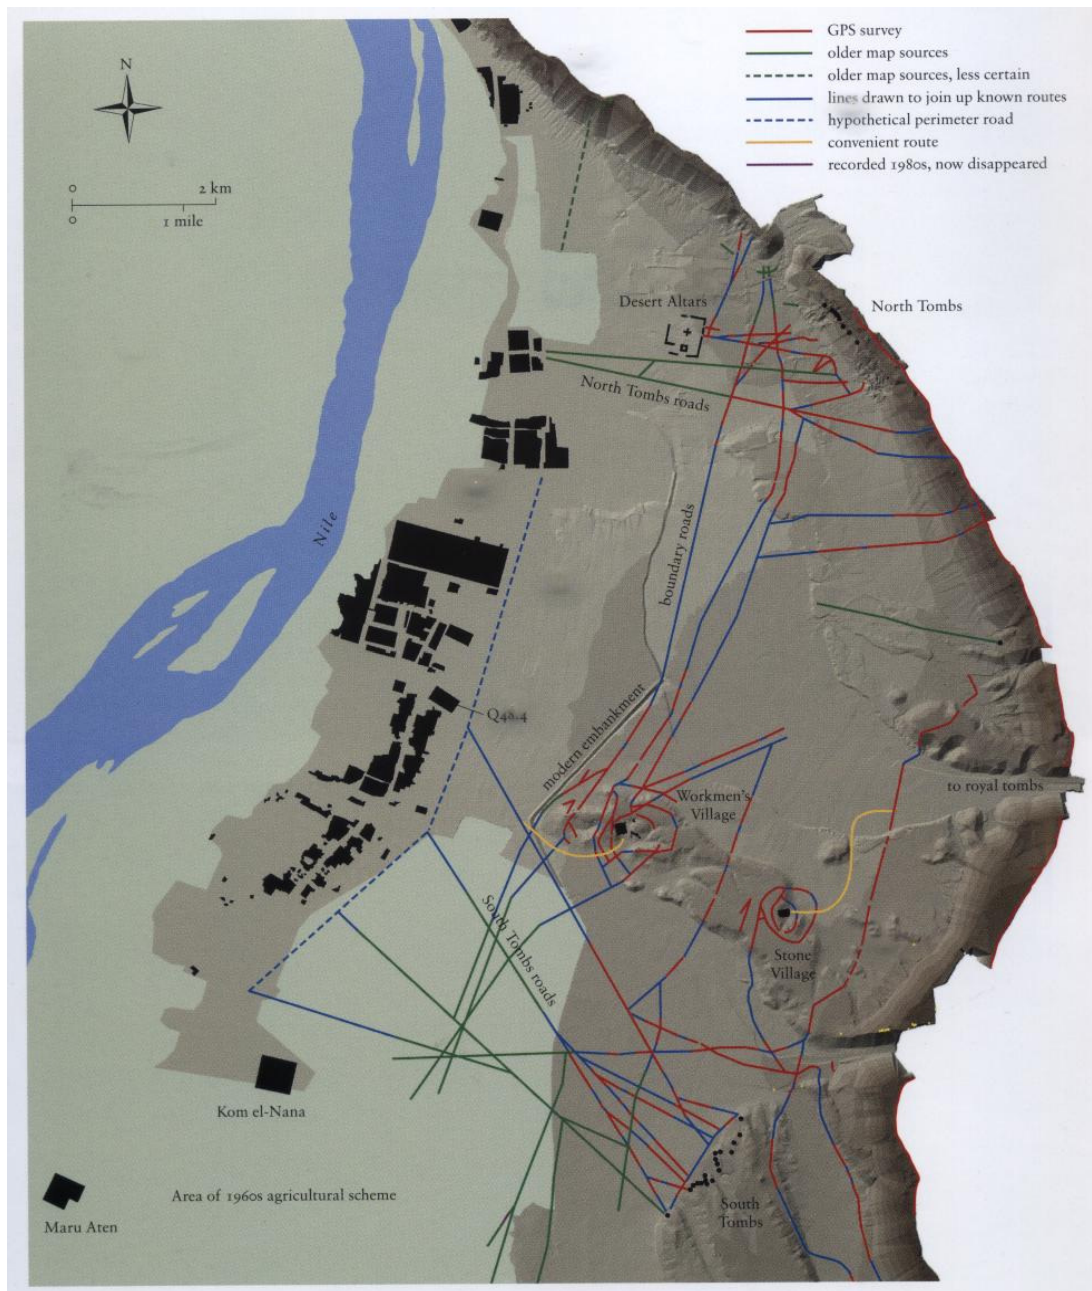 GPS survey
older map sources
older map sources, less certain
lines drawn to join up known routes
hypothetical perimeter road
convenient route
recorded 1980s, now disappeared
N
0
2 km
0
1 mile
Desert Altars
North Tombs
North Tombs roads
Nile
boundary roads
modern embankment
Workmen's
Village
to royal tombs
South Tombs roads
Stone
Village
Kom el-Nana
Area of 1960s agricultural scheme
Maru Aten
South
Tombs